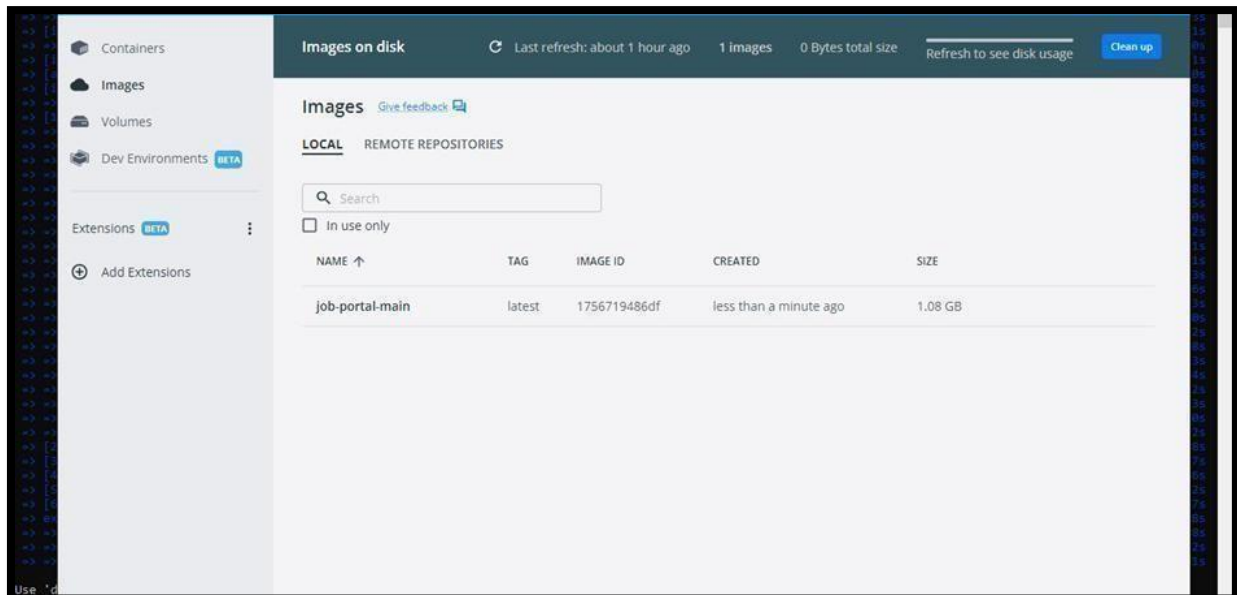 Containers
Images
Volumes
Dev Environments BETA
Extensions BETA
Add Extensions
Images on disk
Last refresh: about 1 hour ago
1 images
0 Bytes total size
Refresh to see disk usage
Clean up
Images Give feedback
LOCAL REMOTE REPOSITORIES
Search
In use only
NAME TAG IMAGE ID CREATED SIZE
job-portal-main latest 1756719486df less than a minute ago 1.08 GB
Use 'd